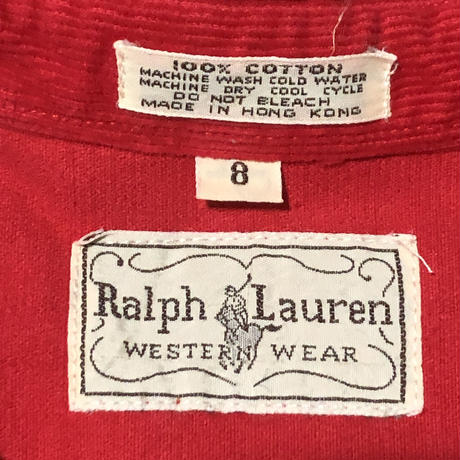 100% COTTON
MACHINE WASH COLD WATER
MACHINE DRY COOL CYCLE
DO NOT BLEACH
MADE IN HONG KONG
8
Ralph Lauren
WESTERN WEAR